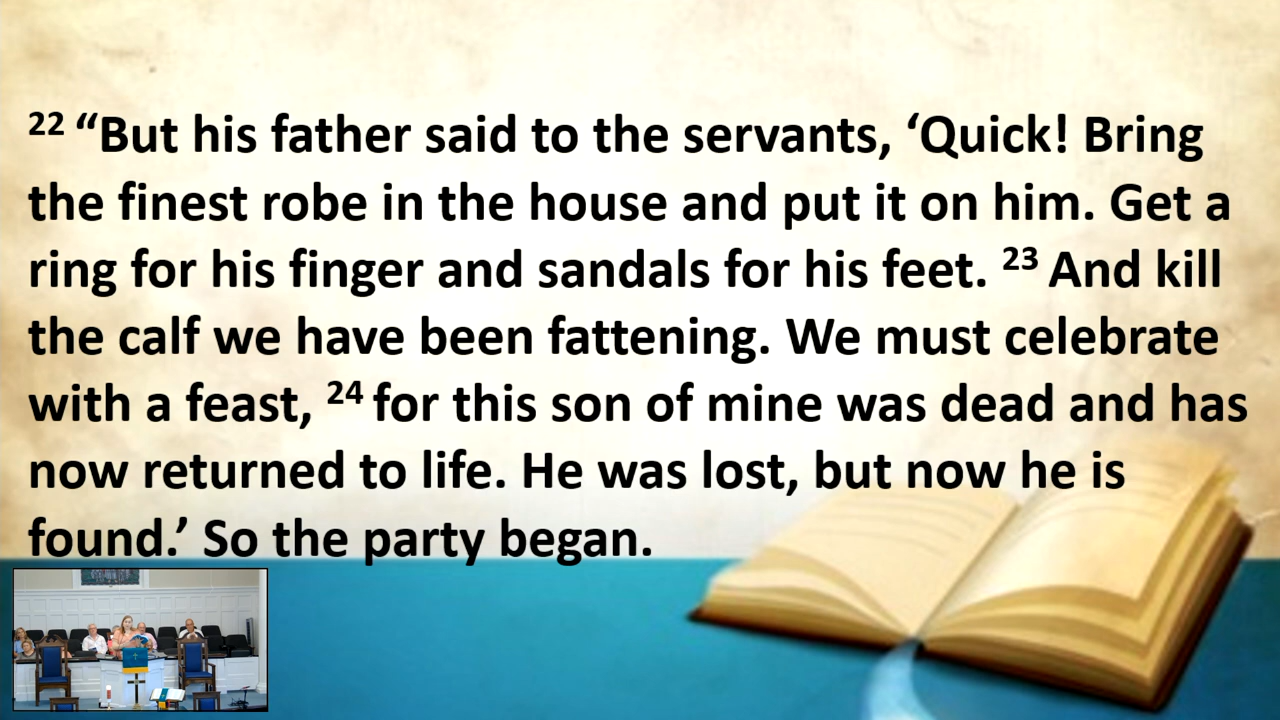 22 “But his father said to the servants, ‘Quick! Bring
the finest robe in the house and put it on him. Get a
ring for his finger and sandals for his feet. 23 And kill
the calf we have been fattening. We must celebrate
with a feast, 24 for this son of mine was dead and has
now returned to life. He was lost, but now he is
found.’ So the party began.